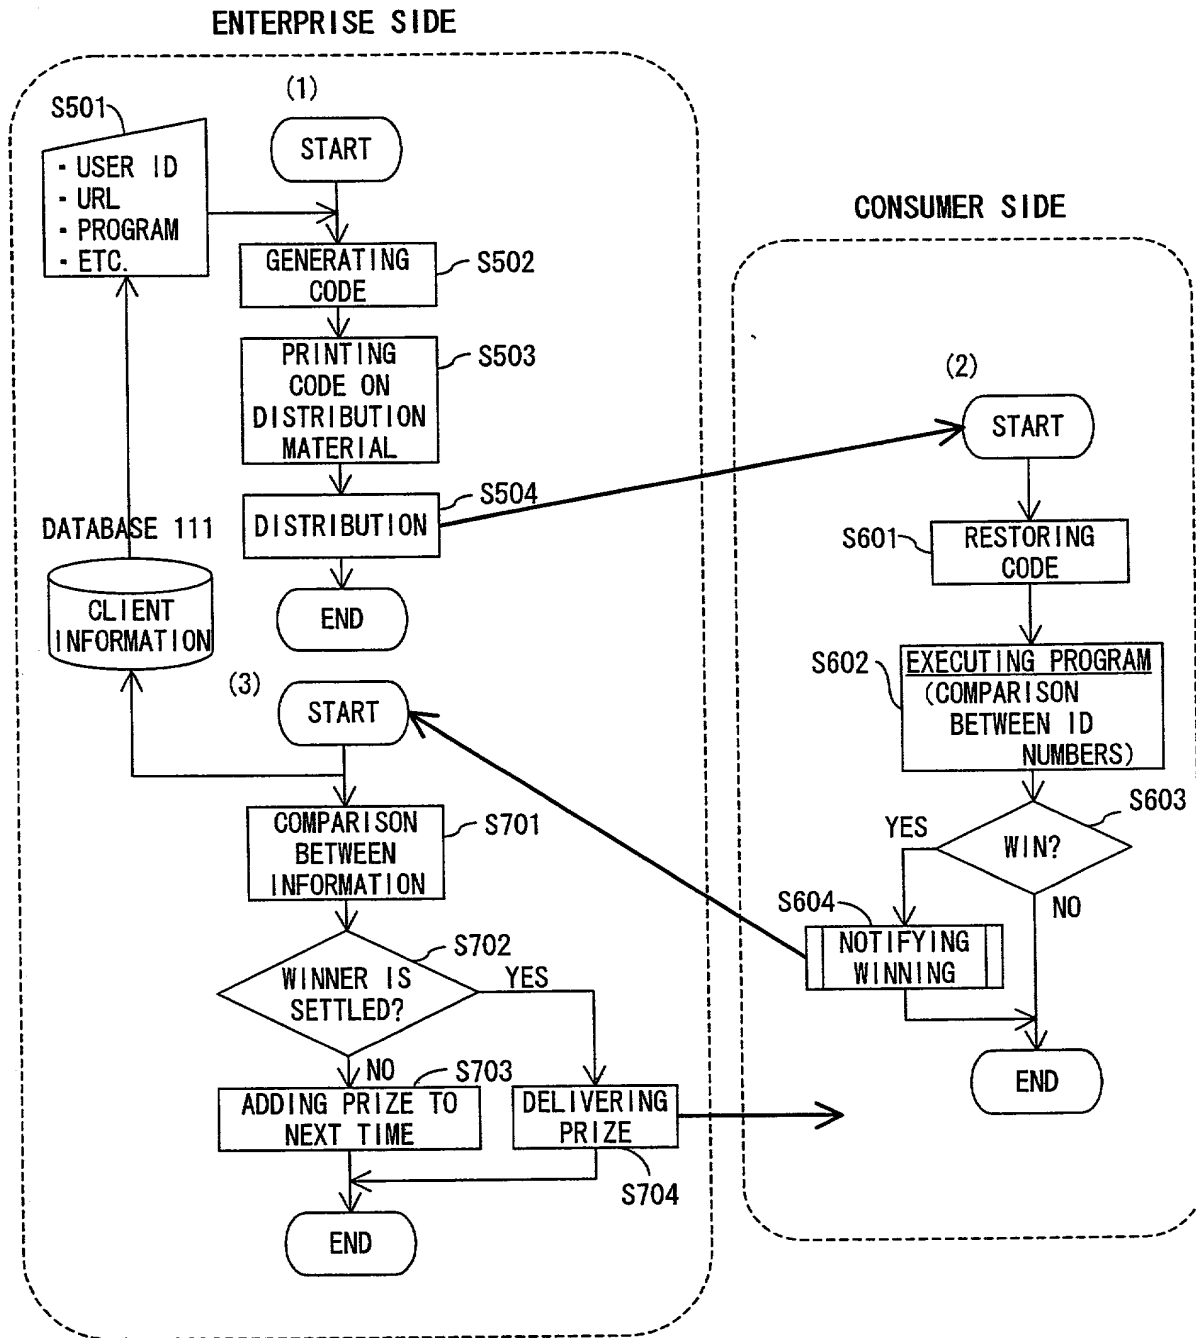 ENTERPRISE SIDE
(1)
S501
START
- USER ID
- URL
- PROGRAM
- ETC.
GENERATING
CODE
S502
PRINTING
CODE ON
DISTRIBUTION
MATERIAL
S503
DISTRIBUTION
S504
END
DATABASE 111
CLIENT
INFORMATION
CONSUMER SIDE
(2)
START
S601
RESTORING
CODE
S602
EXECUTING PROGRAM
(COMPARISON
BETWEEN ID
NUMBERS)
S603
WIN?
YES
NO
S604
NOTIFYING
WINNING
END
(3)
START
COMPARISON
BETWEEN
INFORMATION
S701
S702
WINNER IS
SETTLED?
YES
NO
S703
ADDING PRIZE TO
NEXT TIME
DELIVERING
PRIZE
S704
END